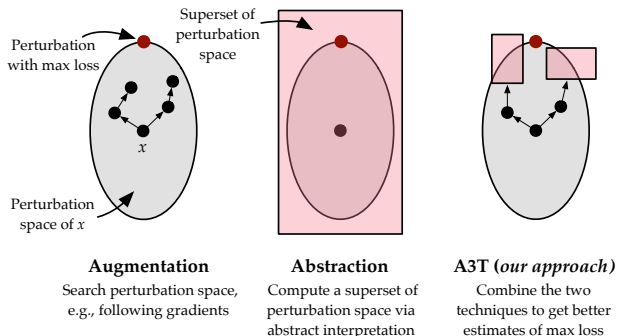 Perturbation
with max loss
Superset of
perturbation
space
x
Perturbation
space of x
Augmentation
Search perturbation space,
e.g., following gradients
Abstraction
Compute a superset of
perturbation space via
abstract interpretation
A3T (our approach)
Combine the two
techniques to get better
estimates of max loss